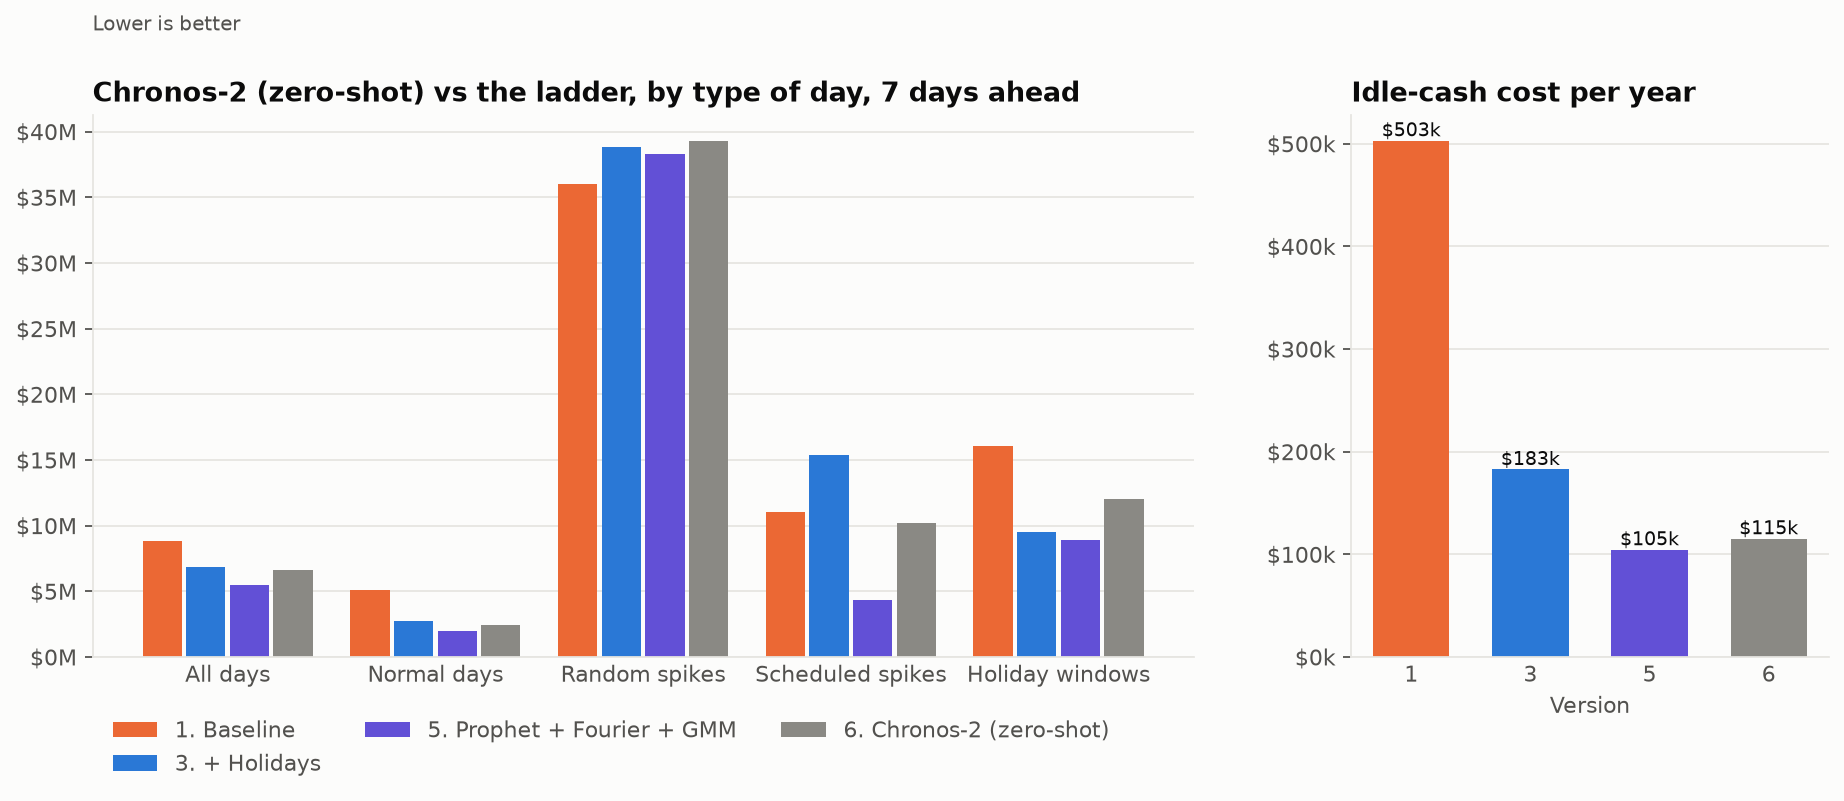 Lower is better
Chronos-2 (zero-shot) vs the ladder, by type of day, 7 days ahead
$40M
$35M
$30M
$25M
$20M
$15M
$10M
$5M
$0M
All days
Normal days
Random spikes
Scheduled spikes
Holiday windows
1. Baseline
3. + Holidays
5. Prophet + Fourier + GMM
6. Chronos-2 (zero-shot)
Idle-cash cost per year
$500k
$400k
$300k
$200k
$100k
$0k
$503k
$183k
$105k
$115k
1
3
5
6
Version